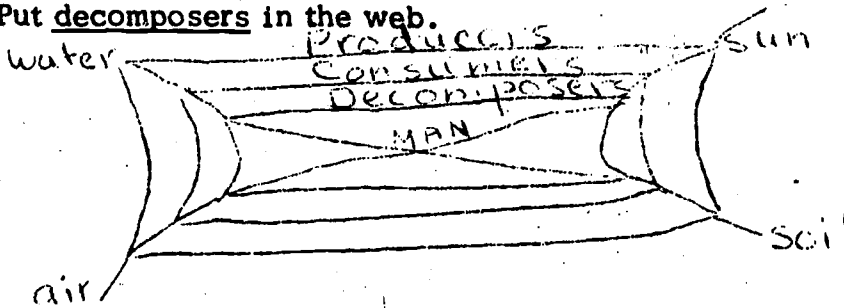 Put decomposers in the web.
Producers
water
sun
Consumers
Decomposers
MAN
soil
air